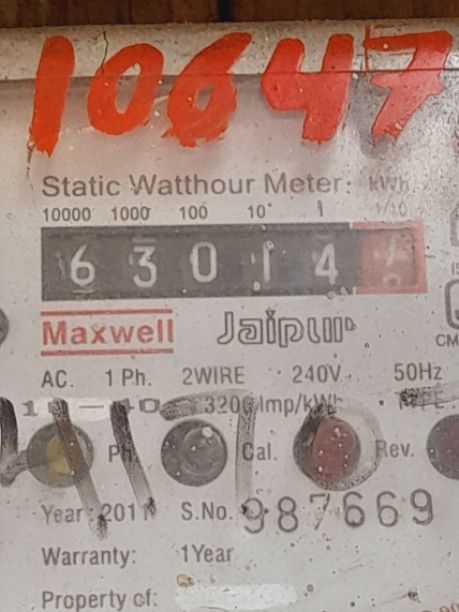 10647
Static Watthour Meter: kWh
10000 1000 100 10 1 1/10
6 3 0 1 4
Maxwell Jaipur
AC. 1 Ph. 2WIRE 240V 50Hz
3200 Imp/kWh
Ph. Cal. Rev.
Year: 2011 S.No. 987669
Warranty: 1Year
Property of: